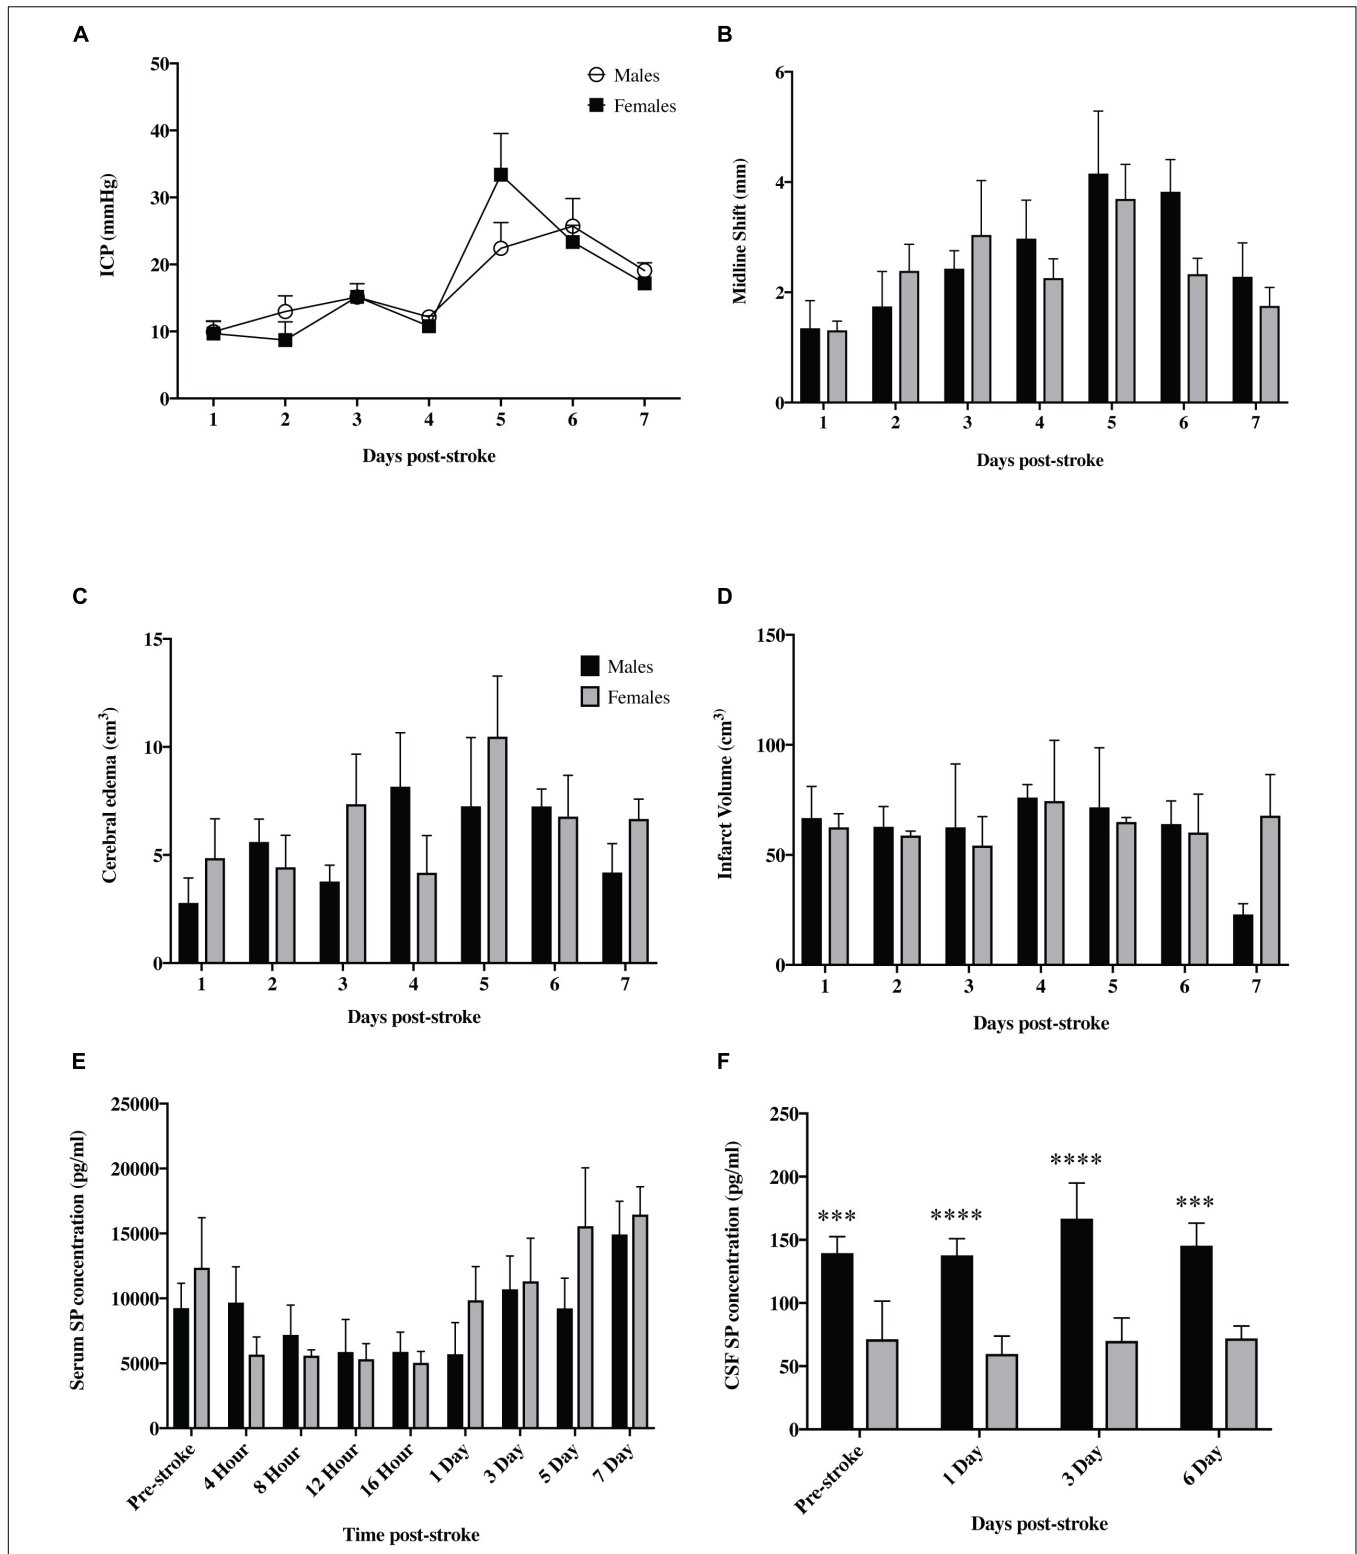 A
50
40
30
20
10
0
ICP (mmHg)
Males
Females
1 2 3 4 5 6 7
Days post-stroke
B
6
4
2
0
Midline Shift (mm)
1 2 3 4 5 6 7
Days post-stroke
C
15
10
5
0
Cerebral edema (cm³)
Males
Females
1 2 3 4 5 6 7
Days post-stroke
D
150
100
50
0
Infarct Volume (cm³)
1 2 3 4 5 6 7
Days post-stroke
E
25000
20000
15000
10000
5000
0
Serum SP concentration (pg/ml)
Pre-stroke 4 Hour 8 Hour 12 Hour 16 Hour 1 Day 3 Day 5 Day 7 Day
Time post-stroke
F
250
200
150
100
50
0
CSF SP concentration (pg/ml)
*** **** **** ***
Pre-stroke 1 Day 3 Day 6 Day
Days post-stroke